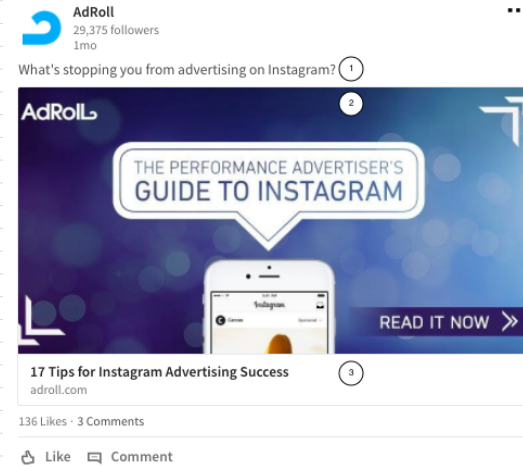 AdRoll
29,375 followers
1mo
What's stopping you from advertising on Instagram? 1
2
AdRoll
THE PERFORMANCE ADVERTISER'S
GUIDE TO INSTAGRAM
Instagram
Canvas Sponsored
READ IT NOW
17 Tips for Instagram Advertising Success 3
adroll.com
136 Likes · 3 Comments
Like Comment